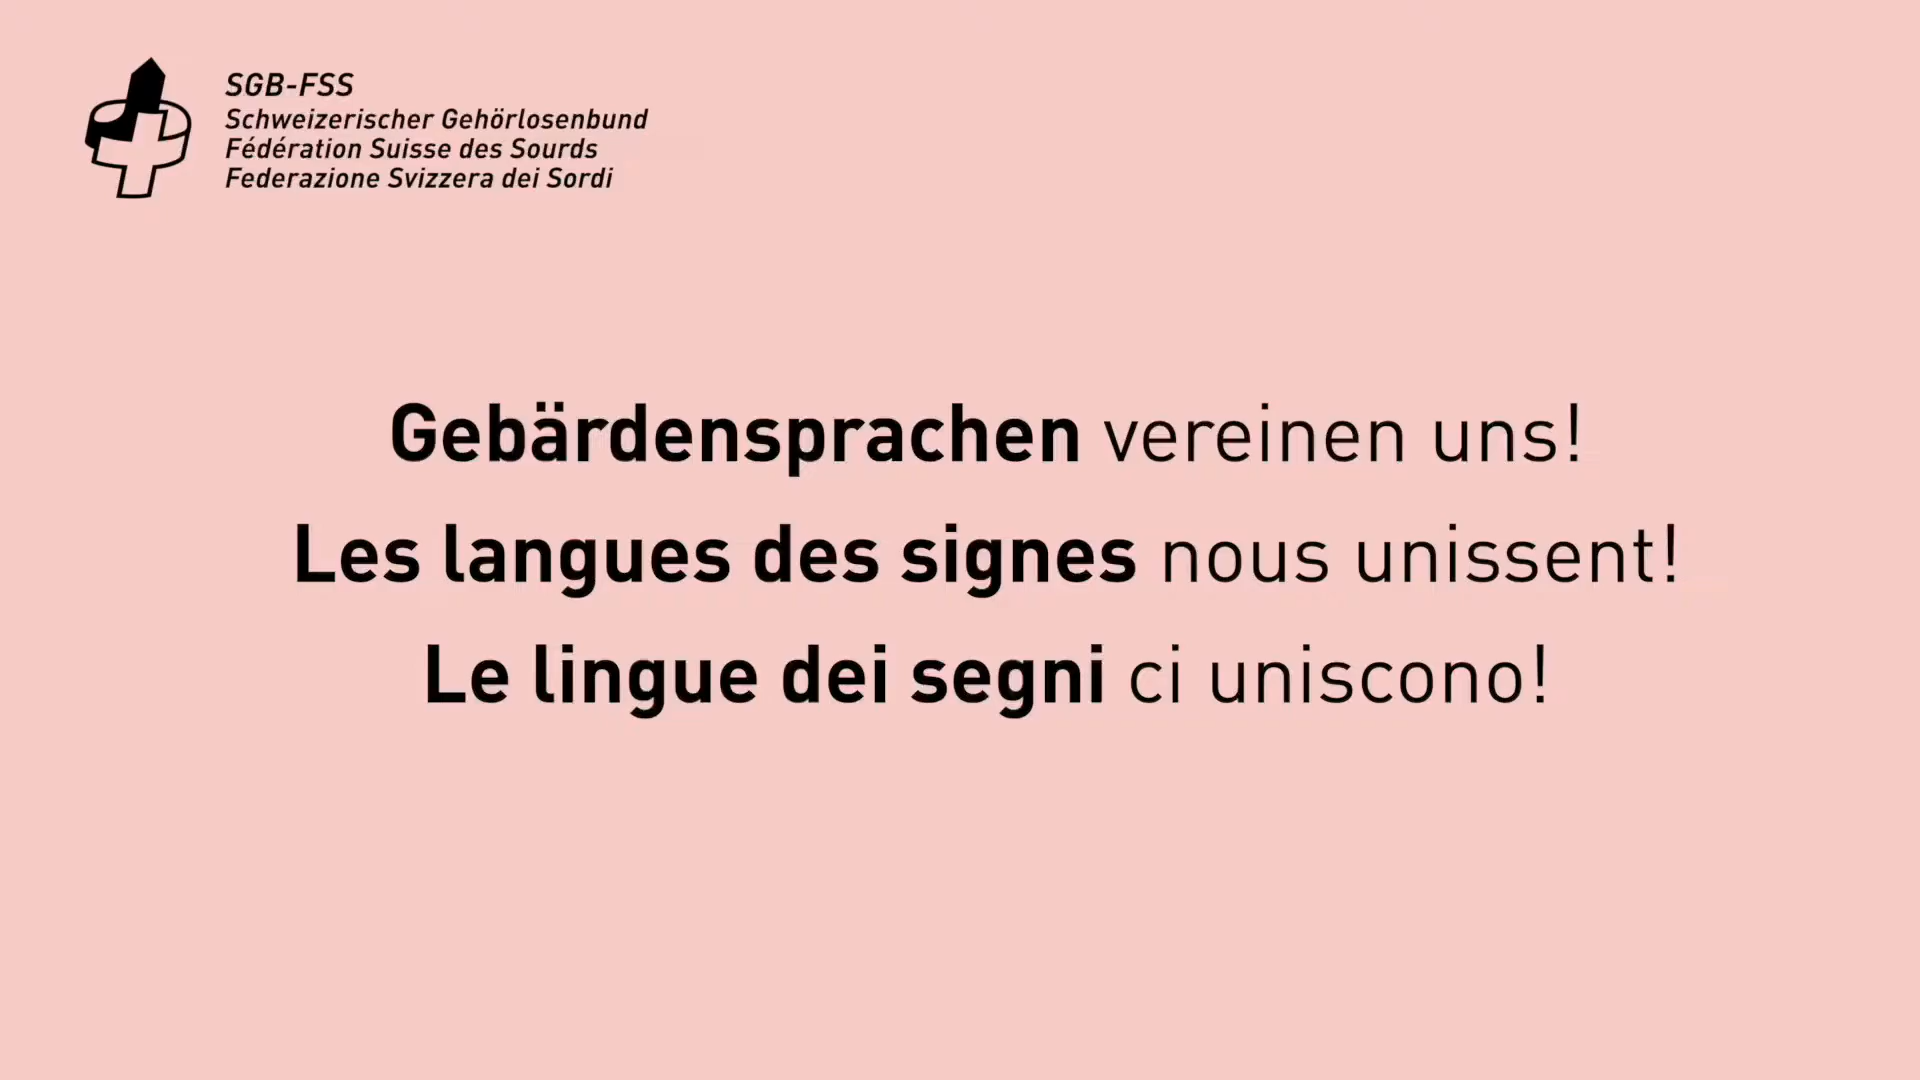 SGB-FSS
Schweizerischer Gehörlosenbund
Fédération Suisse des Sourds
Federazione Svizzera dei Sordi
Gebärdensprachen vereinen uns!
Les langues des signes nous unissent!
Le lingue dei segni ci uniscono!